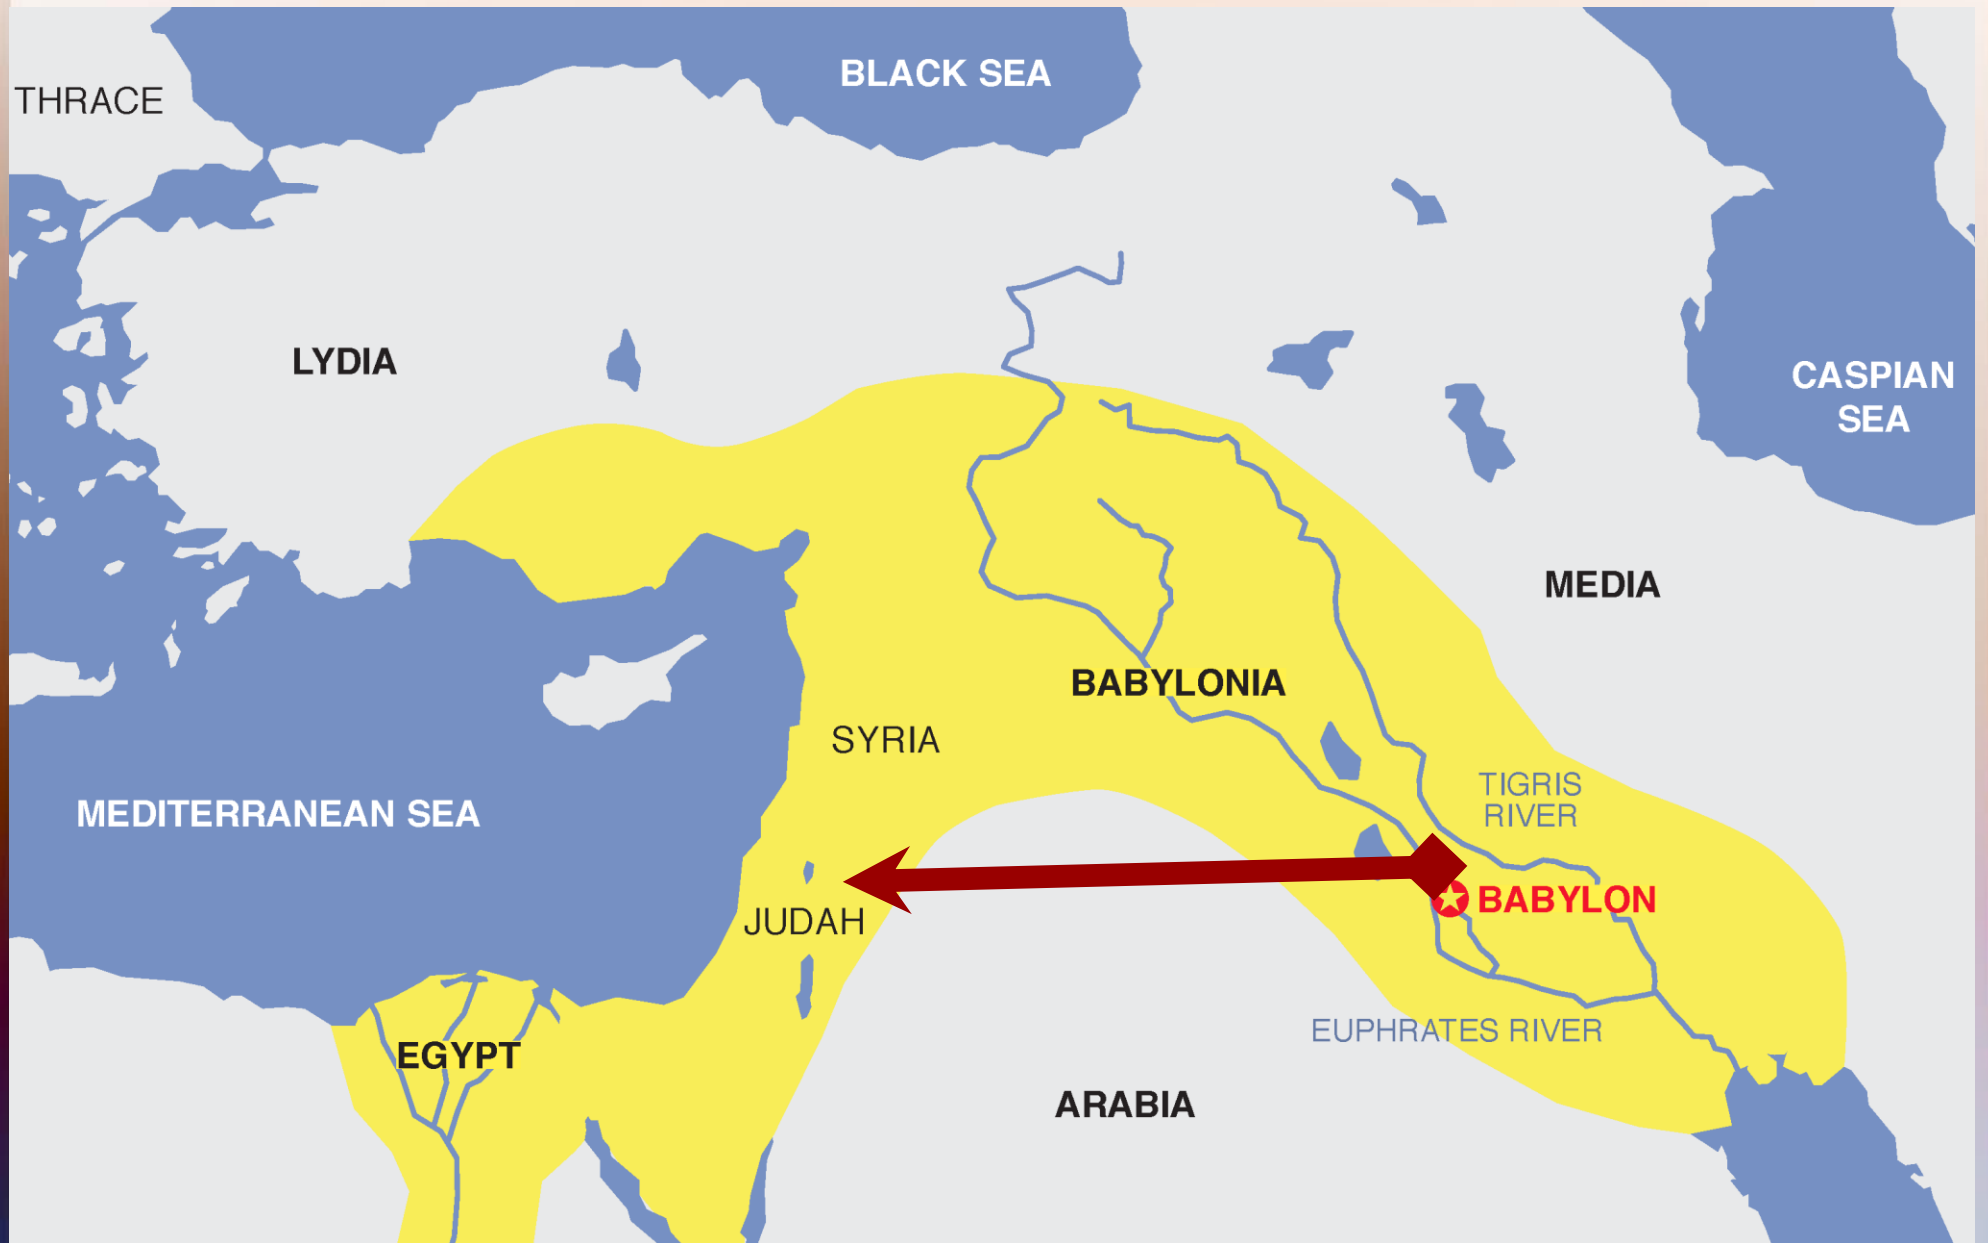 BLACK SEA
THRACE
LYDIA
CASPIAN
SEA
MEDIA
BABYLONIA
SYRIA
TIGRIS
RIVER
MEDITERRANEAN SEA
BABYLON
JUDAH
EUPHRATES RIVER
EGYPT
ARABIA